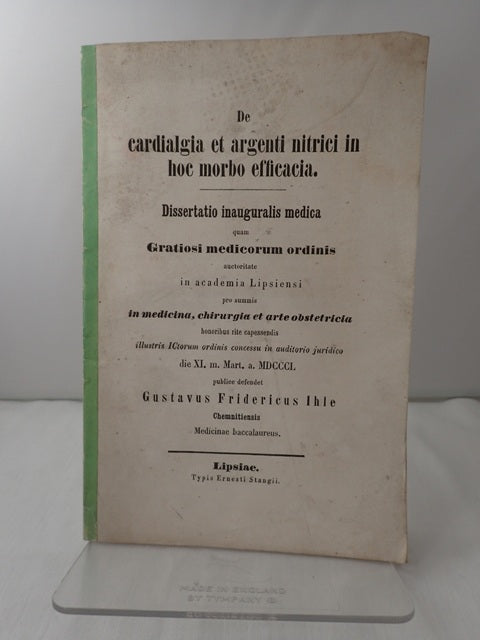 De
cardialgia et argenti nitrici in
hoc morbo efficacia.
Dissertatio inauguralis medica
quam
Gratiosi medicorum ordinis
auctoritate
in academia Lipsiensi
pro summis
in medicina, chirurgia et arte obstetricia
honoribus rite capessendis
illustris ICtorum ordinis concessu in auditorio juridico
die XI. m. Mart. a. MDCCCL
publice defendet
Gustavus Fridericus Ihle
Chemnitiensis
Medicinae baccalaureus.
Lipsiae.
Typis Ernesti Stangii.
MADE IN ENGLAND
BY TYMPANY ©